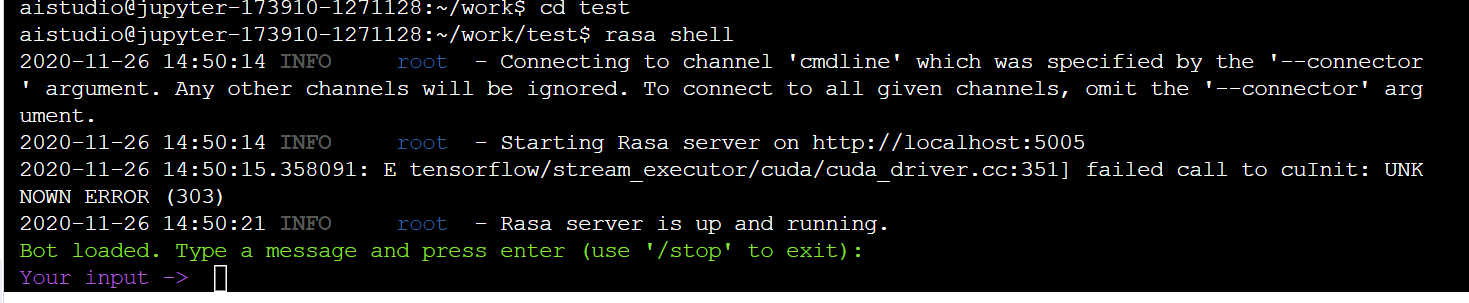 aistudio@jupyter-173910-1271128:~/work$ cd test
aistudio@jupyter-173910-1271128:~/work/test$ rasa shell
2020-11-26 14:50:14 INFO     root  - Connecting to channel 'cmdline' which was specified by the '--connector
' argument. Any other channels will be ignored. To connect to all given channels, omit the '--connector' arg
ument.
2020-11-26 14:50:14 INFO     root  - Starting Rasa server on http://localhost:5005
2020-11-26 14:50:15.358091: E tensorflow/stream_executor/cuda/cuda_driver.cc:351] failed call to cuInit: UNK
NOWN ERROR (303)
2020-11-26 14:50:21 INFO     root  - Rasa server is up and running.
Bot loaded. Type a message and press enter (use '/stop' to exit):
Your input ->